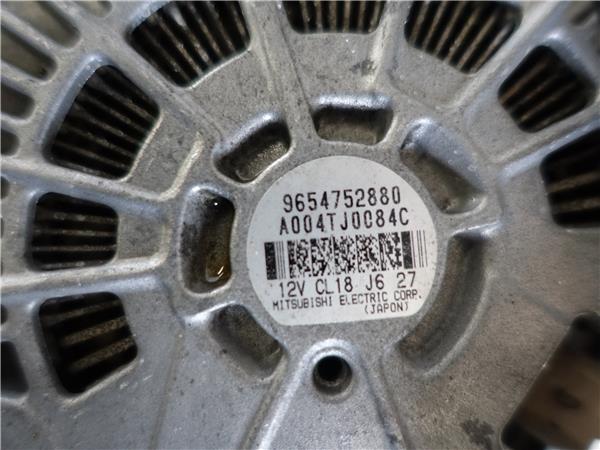 9654752880
A004TJ0084C
12V CL18 J6 27
MITSUBISHI ELECTRIC CORP.
(JAPON)